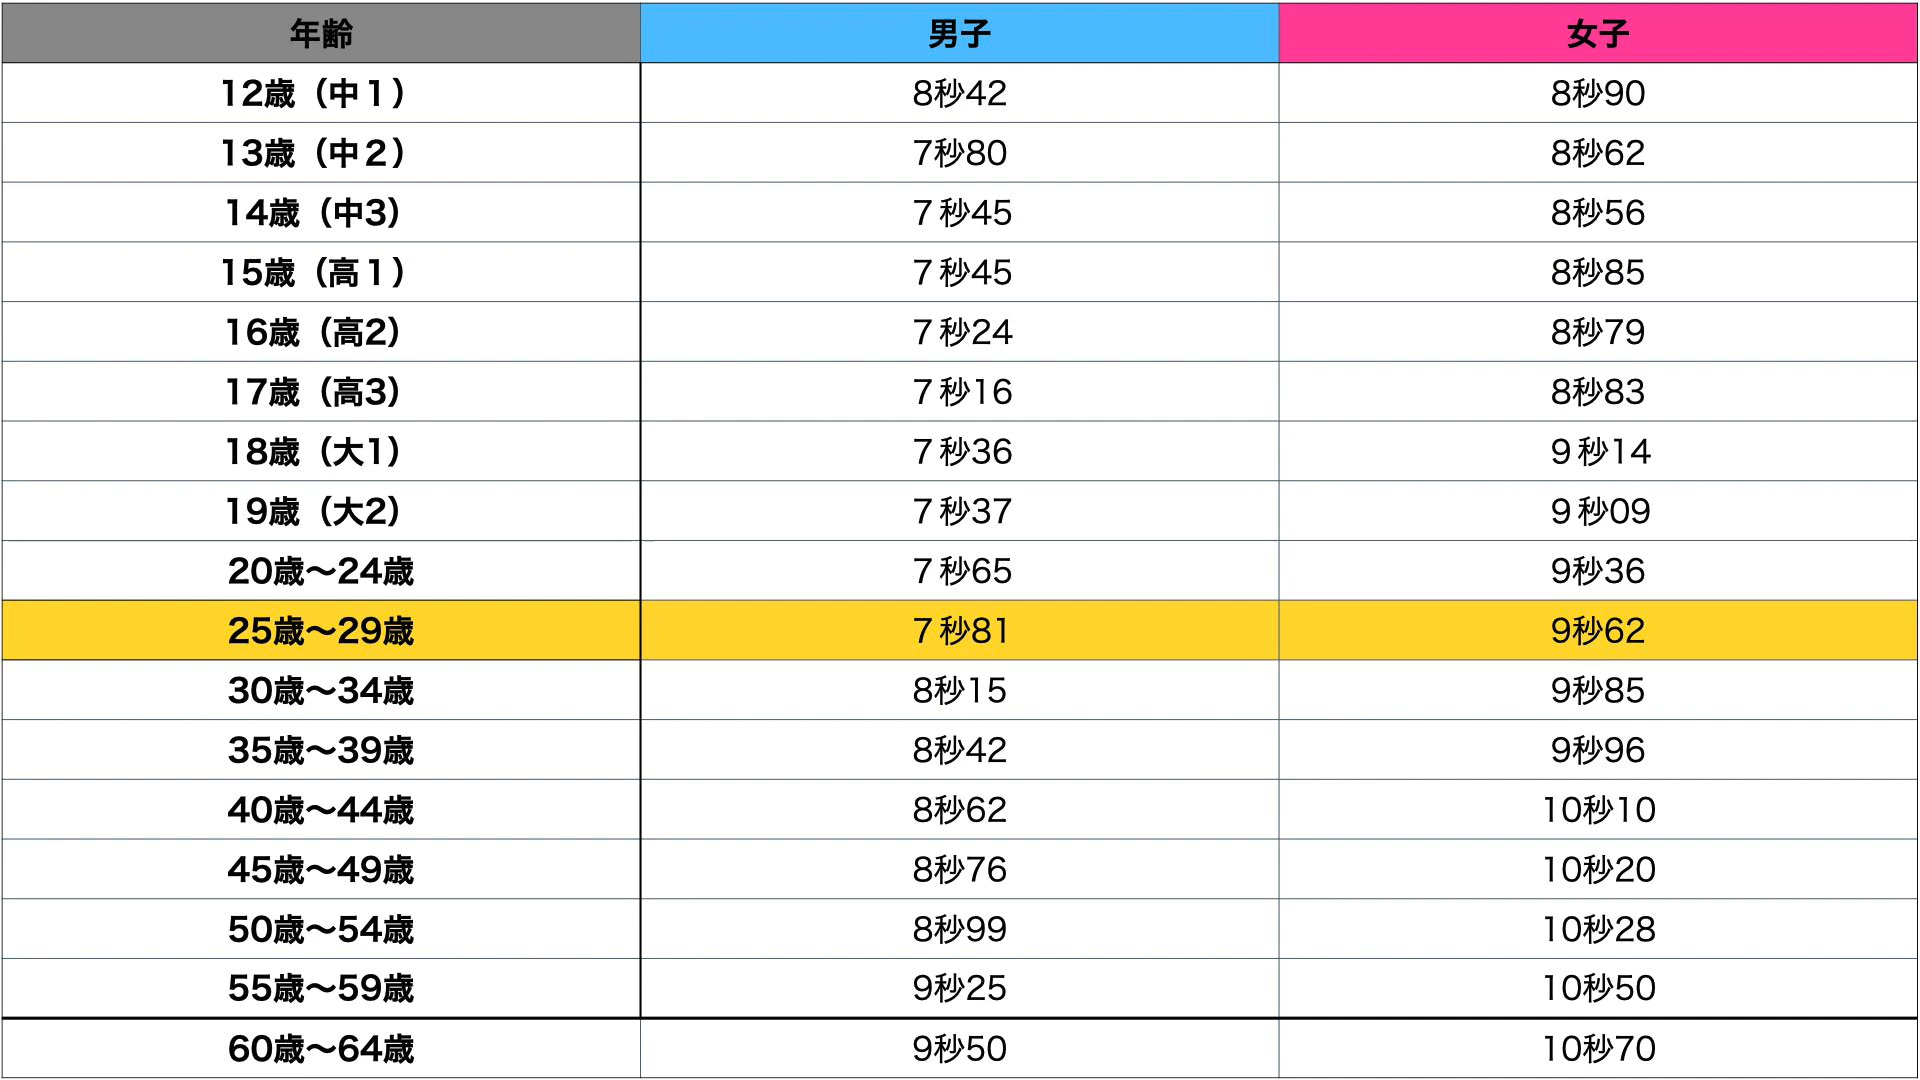 年齢 男子 女子
12歳（中１） 8秒42 8秒90
13歳（中２） 7秒80 8秒62
14歳（中3） ７秒45 8秒56
15歳（高１） ７秒45 8秒85
16歳（高2） ７秒24 8秒79
17歳（高3） ７秒16 8秒83
18歳（大1） ７秒36 ９秒14
19歳（大2） ７秒37 ９秒09
20歳〜24歳 ７秒65 9秒36
25歳〜29歳 ７秒81 9秒62
30歳〜34歳 8秒15 9秒85
35歳〜39歳 8秒42 9秒96
40歳〜44歳 8秒62 10秒10
45歳〜49歳 8秒76 10秒20
50歳〜54歳 8秒99 10秒28
55歳〜59歳 9秒25 10秒50
60歳〜64歳 9秒50 10秒70